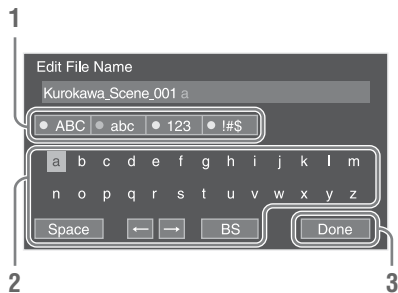 1
Edit File Name
Kurokawa_Scene_001 a
ABC abc 123 !#$
a b c d e f g h i j k l m
n o p q r s t u v w x y z
Space ← → BS Done
2 3